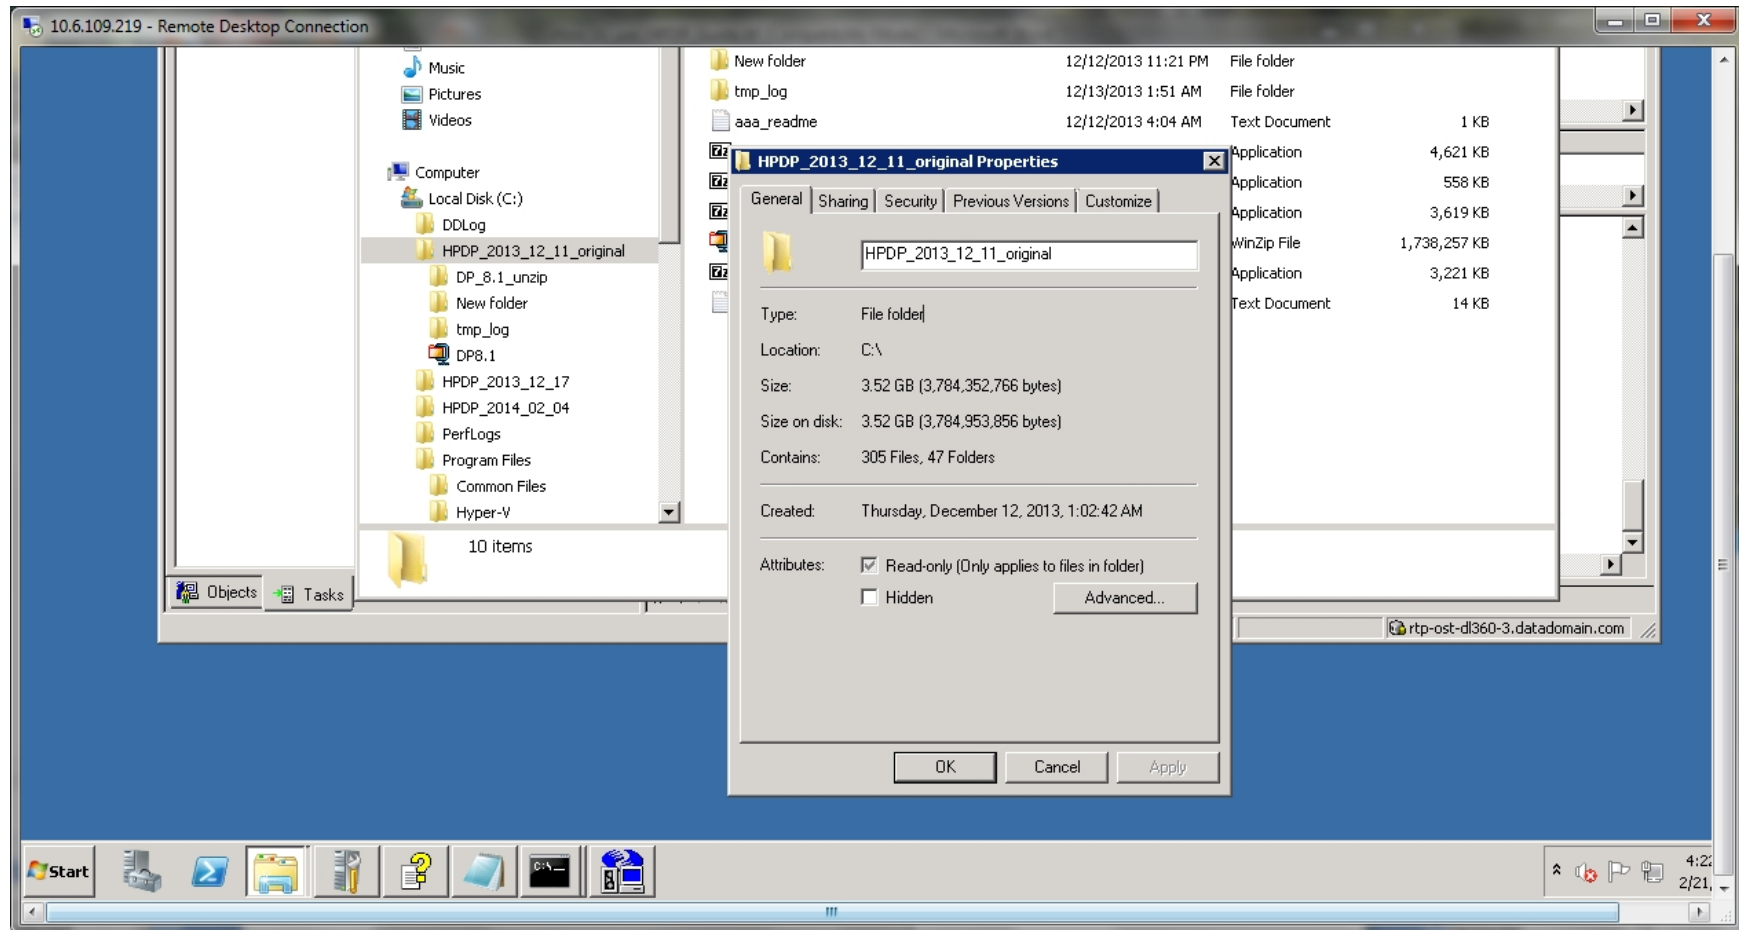 10.6.109.219 - Remote Desktop Connection
Music
Pictures
Videos
Computer
Local Disk (C:)
DDLog
HPDP_2013_12_11_original
DP_8.1_unzip
New folder
tmp_log
DP8.1
HPDP_2013_12_17
HPDP_2014_02_04
PerfLogs
Program Files
Common Files
Hyper-V
New folder 12/12/2013 11:21 PM File folder
tmp_log 12/13/2013 1:51 AM File folder
aaa_readme 12/12/2013 4:04 AM Text Document 1 KB
Application 4,621 KB
Application 558 KB
Application 3,619 KB
WinZip File 1,738,257 KB
Application 3,221 KB
Text Document 14 KB
HPDP_2013_12_11_original Properties
General Sharing Security Previous Versions Customize
HPDP_2013_12_11_original
Type: File folder
Location: C:\
Size: 3.52 GB (3,784,352,766 bytes)
Size on disk: 3.52 GB (3,784,953,856 bytes)
Contains: 305 Files, 47 Folders
Created: Thursday, December 12, 2013, 1:02:42 AM
Attributes: Read-only (Only applies to files in folder)
Hidden Advanced...
OK Cancel Apply
10 items
Objects Tasks
rtp-ost-dl360-3.datadomain.com
Start
4:22
2/21,